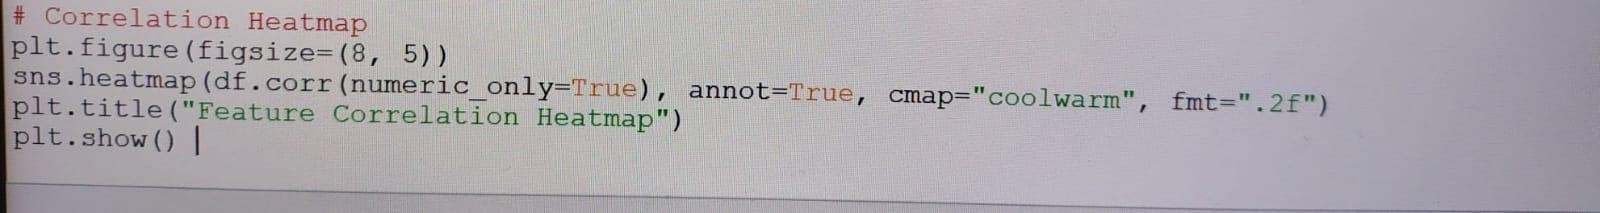 # Correlation Heatmap
plt.figure(figsize=(8, 5))
sns.heatmap(df.corr(numeric_only=True), annot=True, cmap="coolwarm", fmt=".2f")
plt.title("Feature Correlation Heatmap")
plt.show()